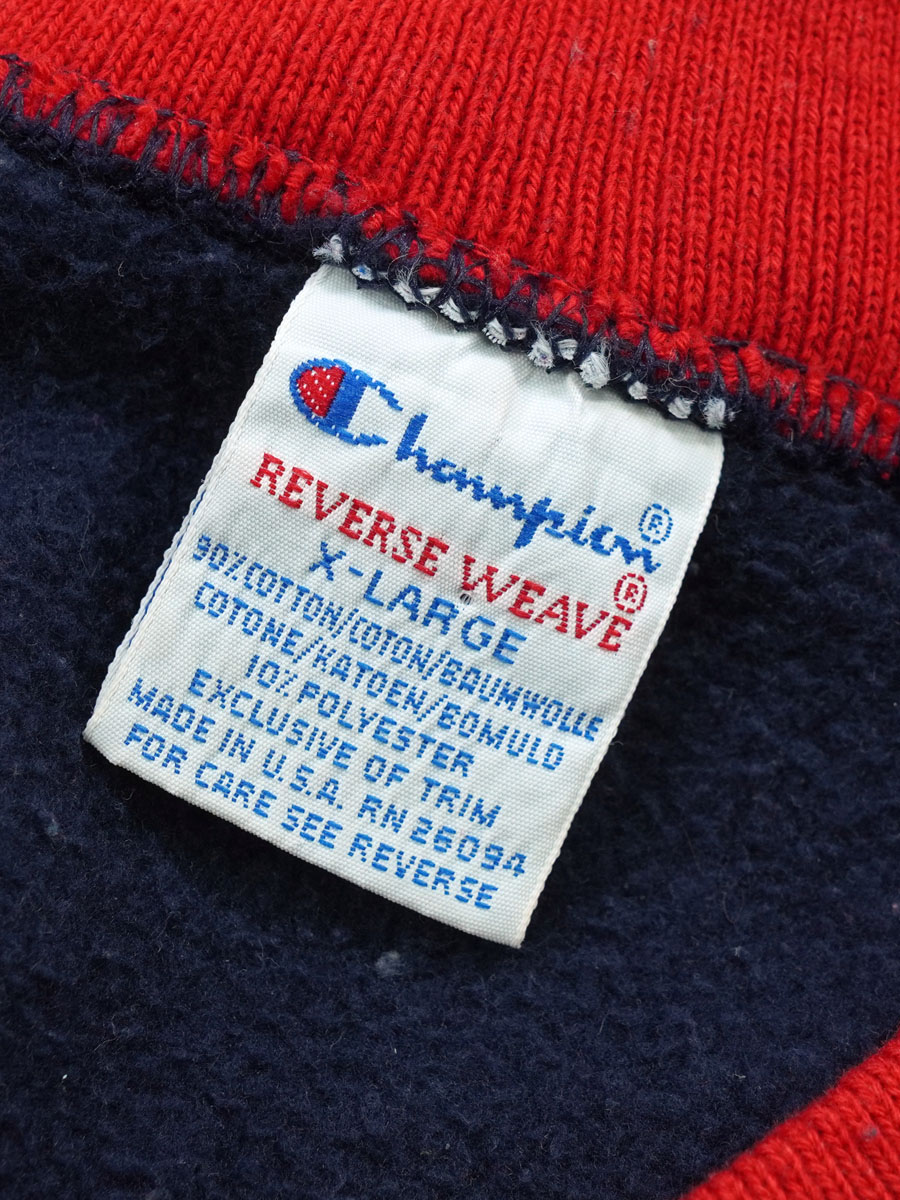 Champion®
REVERSE WEAVE®
X-LARGE
90% COTTON/COTON/BAUMWOLLE
COTONE/KATOEN/BOMULD
10% POLYESTER
EXCLUSIVE OF TRIM
MADE IN U.S.A. RN 26094
FOR CARE SEE REVERSE